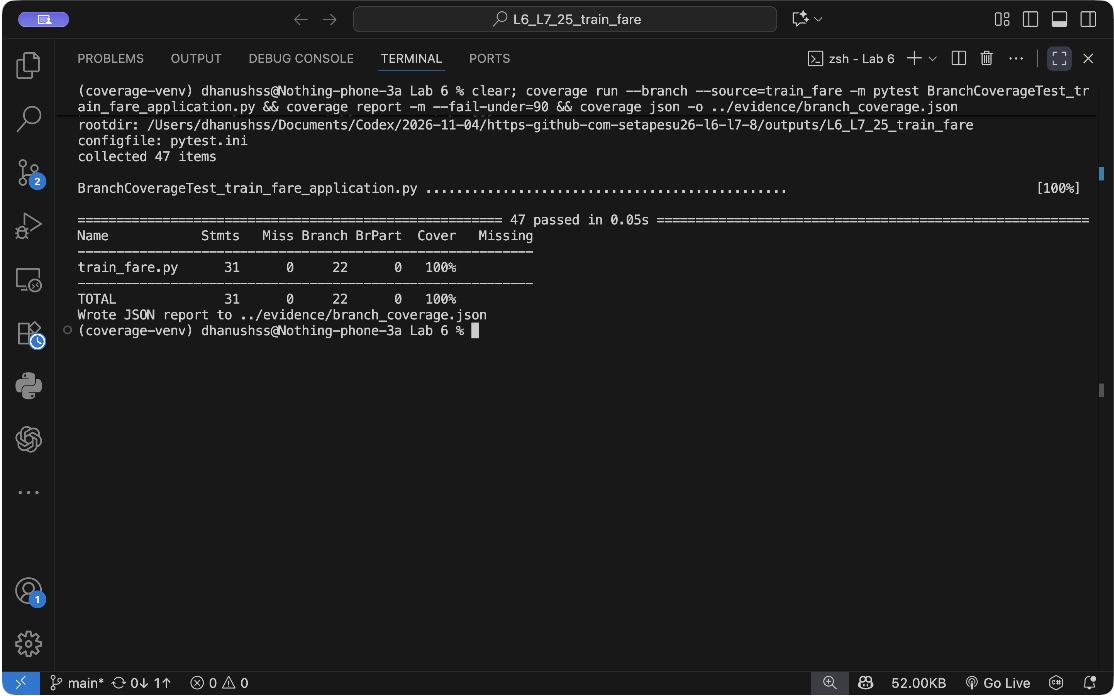 L6_L7_25_train_fare
PROBLEMS OUTPUT DEBUG CONSOLE TERMINAL PORTS zsh - Lab 6
(coverage-venv) dhanushss@Nothing-phone-3a Lab 6 % clear; coverage run --branch --source=train_fare -m pytest BranchCoverageTest_tr
ain_fare_application.py && coverage report -m --fail-under=90 && coverage json -o ../evidence/branch_coverage.json
rootdir: /Users/dhanushss/Documents/Codex/2026-11-04/https-github-com-setapesu26-l6-l7-8/outputs/L6_L7_25_train_fare
configfile: pytest.ini
collected 47 items
BranchCoverageTest_train_fare_application.py ............................................... [100%]
======================================================= 47 passed in 0.05s ========================================================
Name Stmts Miss Branch BrPart Cover Missing
-----------------------------------------------------------
train_fare.py 31 0 22 0 100%
-----------------------------------------------------------
TOTAL 31 0 22 0 100%
Wrote JSON report to ../evidence/branch_coverage.json
(coverage-venv) dhanushss@Nothing-phone-3a Lab 6 %
2
1
main* 0↓ 1↑ 0 0 52.00KB Go Live